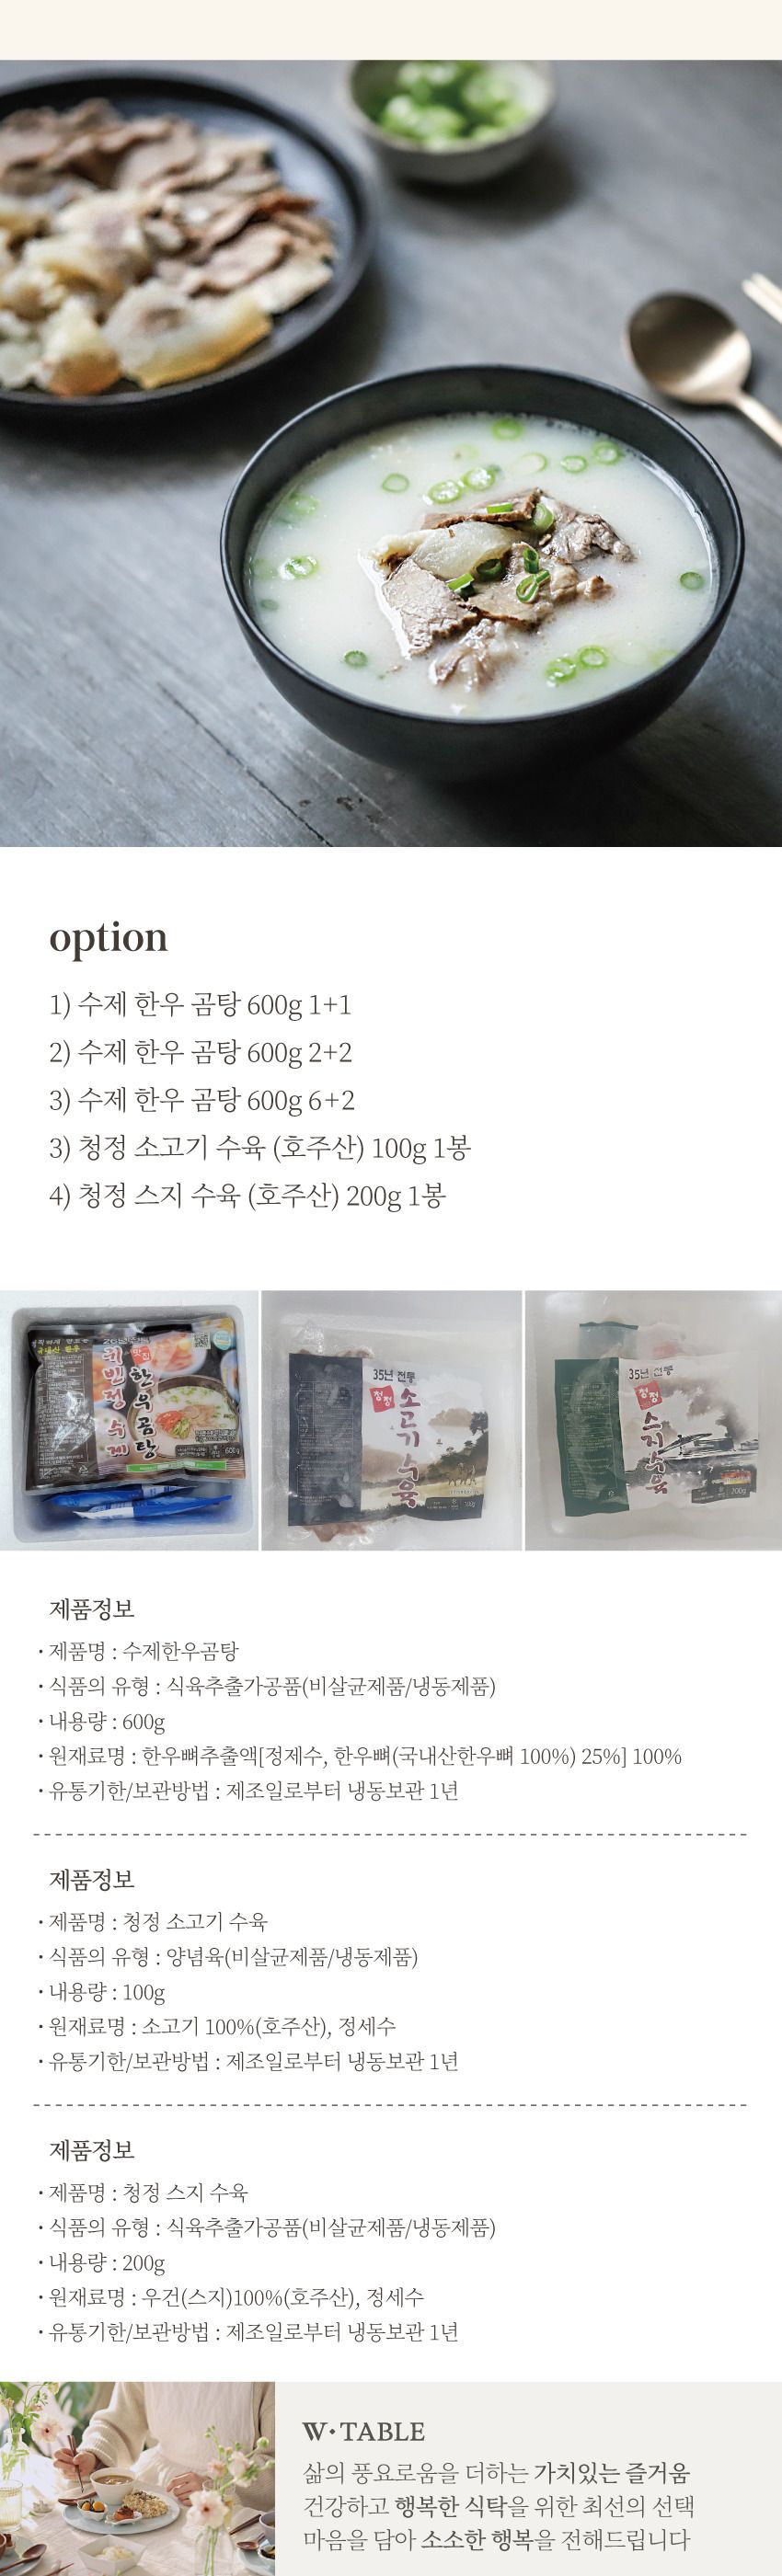 option
1) 수제 한우 곰탕 600g 1+1
2) 수제 한우 곰탕 600g 2+2
3) 수제 한우 곰탕 600g 6+2
3) 청정 소고기 수육 (호주산) 100g 1봉
4) 청정 스지 수육 (호주산) 200g 1봉
맛집
한우곰탕
600g
35년 전통
청정
소고기 수육
35년 전통
청정
스지수육
200g
제품정보
· 제품명 : 수제한우곰탕
· 식품의 유형 : 식육추출가공품(비살균제품/냉동제품)
· 내용량 : 600g
· 원재료명 : 한우뼈추출액[정제수, 한우뼈(국내산한우뼈 100%) 25%] 100%
· 유통기한/보관방법 : 제조일로부터 냉동보관 1년
제품정보
· 제품명 : 청정 소고기 수육
· 식품의 유형 : 양념육(비살균제품/냉동제품)
· 내용량 : 100g
· 원재료명 : 소고기 100%(호주산), 정세수
· 유통기한/보관방법 : 제조일로부터 냉동보관 1년
제품정보
· 제품명 : 청정 스지 수육
· 식품의 유형 : 식육추출가공품(비살균제품/냉동제품)
· 내용량 : 200g
· 원재료명 : 우건(스지)100%(호주산), 정세수
· 유통기한/보관방법 : 제조일로부터 냉동보관 1년
W·TABLE
삶의 풍요로움을 더하는 가치있는 즐거움
건강하고 행복한 식탁을 위한 최선의 선택
마음을 담아 소소한 행복을 전해드립니다